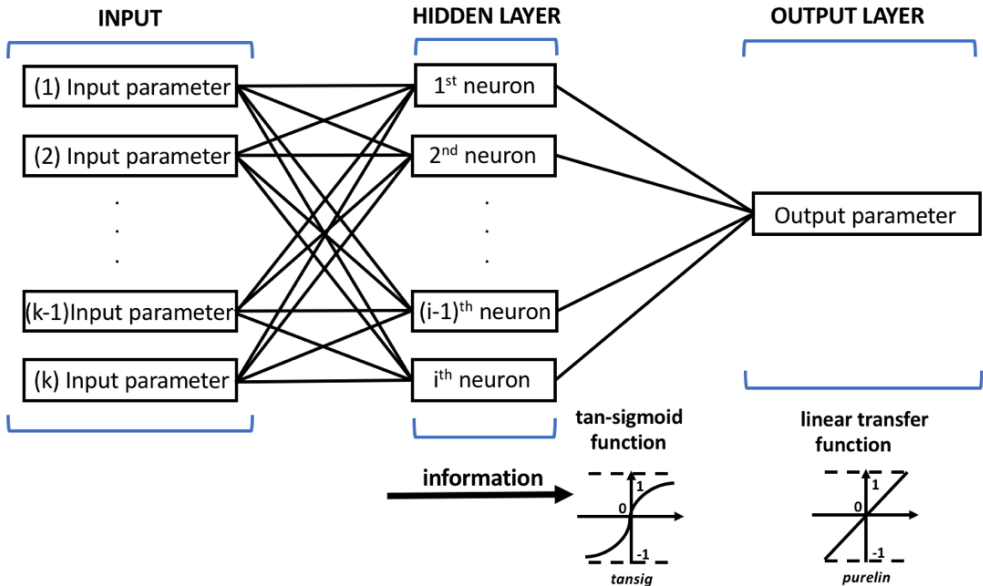 INPUT HIDDEN LAYER OUTPUT LAYER
(1) Input parameter 1st neuron
(2) Input parameter 2nd neuron
. .
. Output parameter
. .
. .
(k-1)Input parameter (i-1)th neuron
(k) Input parameter ith neuron
tan-sigmoid
function
linear transfer
function
information
1
0
-1
tansig
1
0
-1
purelin